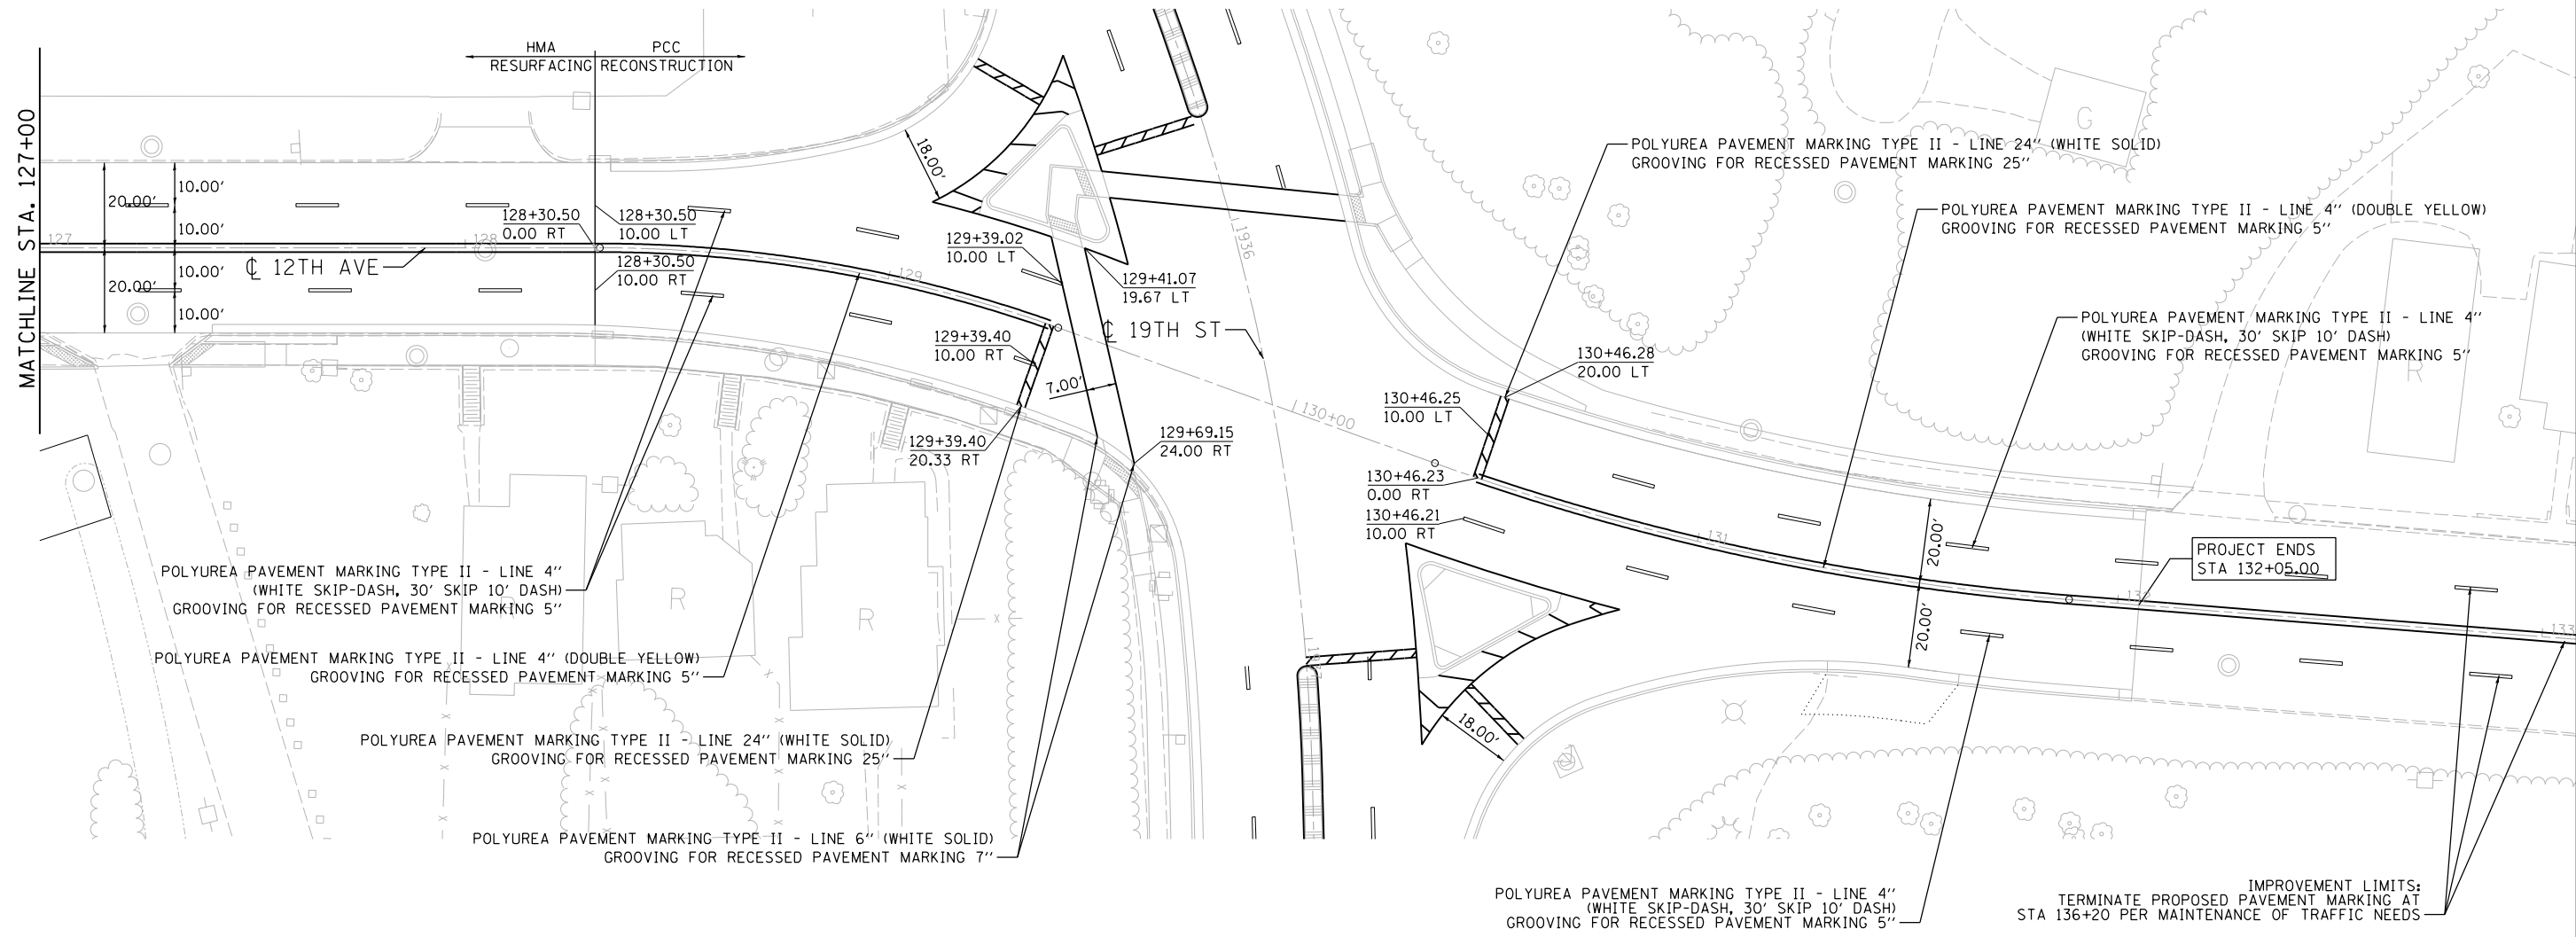 HMA
PCC
RESURFACING
RECONSTRUCTION
MATCHLINE STA. 127+00
20.00'
10.00'
10.00'
20.00'
10.00'
10.00'
127
128
℄ 12TH AVE
128+30.50
0.00 RT
128+30.50
10.00 LT
128+30.50
10.00 RT
129
18.00'
129+39.02
10.00 LT
129+41.07
19.67 LT
℄ 19TH ST
1936
129+39.40
10.00 RT
7.00'
129+39.40
20.33 RT
129+69.15
24.00 RT
130+00
POLYUREA PAVEMENT MARKING TYPE II - LINE 24" (WHITE SOLID)
GROOVING FOR RECESSED PAVEMENT MARKING 25"
G
POLYUREA PAVEMENT MARKING TYPE II - LINE 4" (DOUBLE YELLOW)
GROOVING FOR RECESSED PAVEMENT MARKING 5"
POLYUREA PAVEMENT MARKING TYPE II - LINE 4"
(WHITE SKIP-DASH, 30' SKIP 10' DASH)
GROOVING FOR RECESSED PAVEMENT MARKING 5"
R
130+46.28
20.00 LT
130+46.25
10.00 LT
130+46.23
0.00 RT
130+46.21
10.00 RT
131
20.00'
20.00'
PROJECT ENDS
STA 132+05.00
132
133
18.00'
POLYUREA PAVEMENT MARKING TYPE II - LINE 4"
(WHITE SKIP-DASH, 30' SKIP 10' DASH)
GROOVING FOR RECESSED PAVEMENT MARKING 5"
R
R
R
POLYUREA PAVEMENT MARKING TYPE II - LINE 4" (DOUBLE YELLOW)
GROOVING FOR RECESSED PAVEMENT MARKING 5"
POLYUREA PAVEMENT MARKING TYPE II - LINE 24" (WHITE SOLID)
GROOVING FOR RECESSED PAVEMENT MARKING 25"
POLYUREA PAVEMENT MARKING TYPE II - LINE 6" (WHITE SOLID)
GROOVING FOR RECESSED PAVEMENT MARKING 7"
POLYUREA PAVEMENT MARKING TYPE II - LINE 4"
(WHITE SKIP-DASH, 30' SKIP 10' DASH)
GROOVING FOR RECESSED PAVEMENT MARKING 5"
IMPROVEMENT LIMITS:
TERMINATE PROPOSED PAVEMENT MARKING AT
STA 136+20 PER MAINTENANCE OF TRAFFIC NEEDS